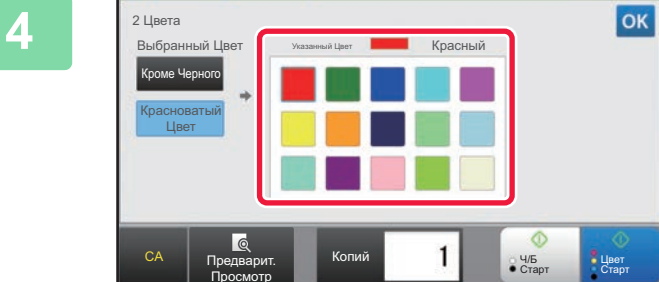 4
2 Цвета
OK
Выбранный Цвет
Указанный Цвет
Красный
Кроме Черного
Красноватый
Цвет
CA
Предварит.
Просмотр
Копий
1
Ч/Б
Старт
Цвет
Старт